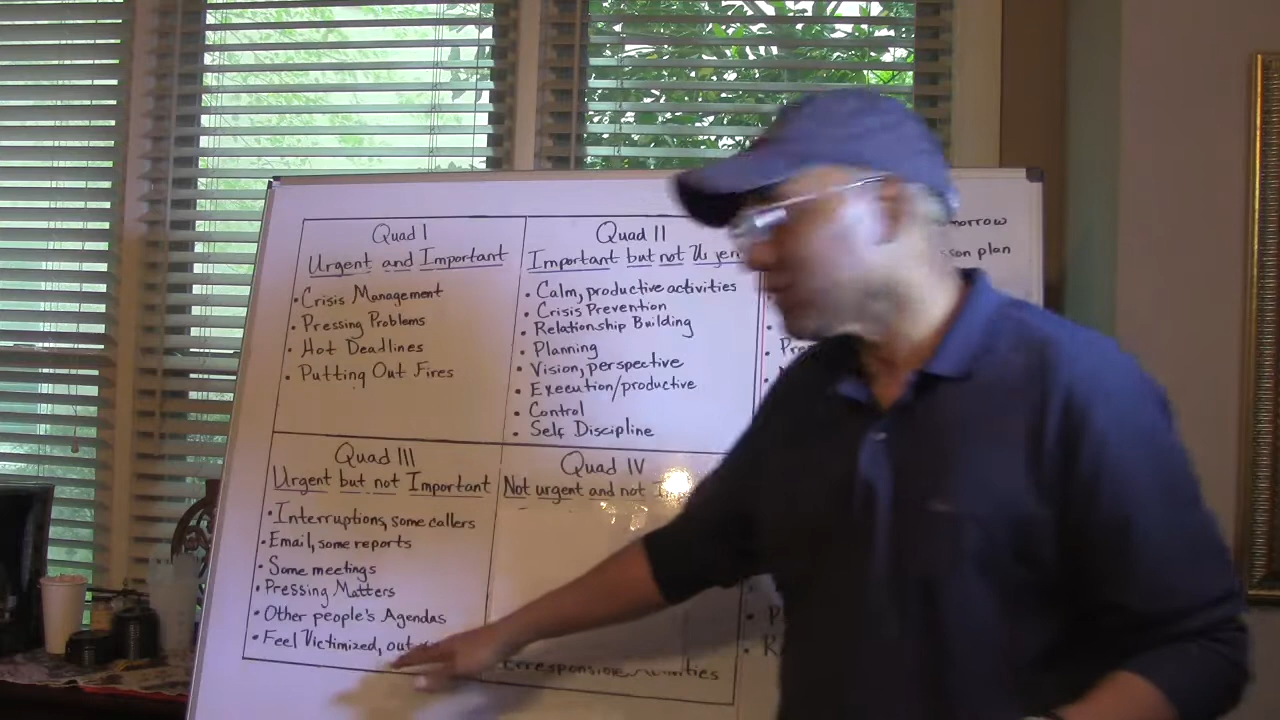 Quad I
Urgent and Important
• Crisis Management
• Pressing Problems
• Hot Deadlines
• Putting Out Fires
Quad II
Important but not
• Calm, productive activities
• Crisis Prevention
• Relationship Building
• Planning
• Vision, perspective
• Execution/productive
• Control
• Self Discipline
Quad III
Urgent but not Important
• Interruptions, some callers
• Email, some reports
• Some meetings
• Pressing Matters
• Other people's Agendas
• Feel Victimized, out
Quad IV
Not urgent and not
Irresponsible
plan